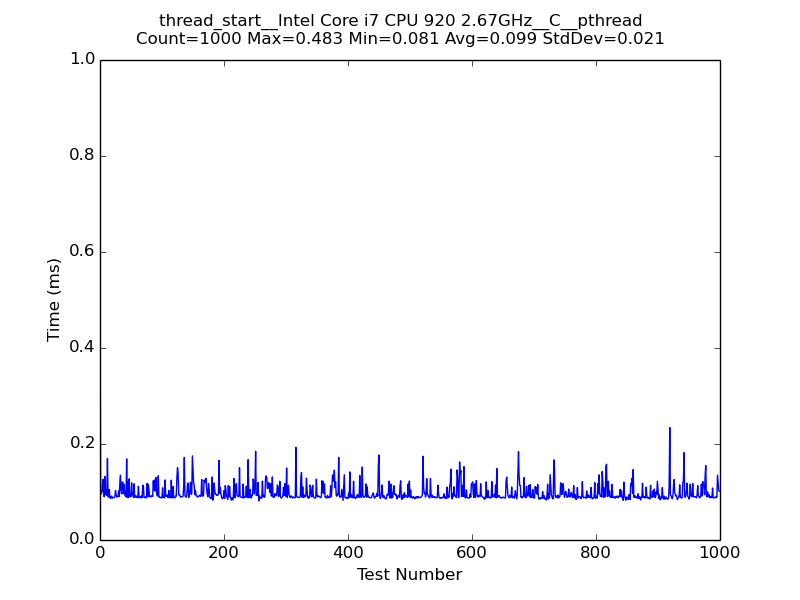 thread_start__Intel Core i7 CPU 920 2.67GHz__C__pthread
Count=1000 Max=0.483 Min=0.081 Avg=0.099 StdDev=0.021
1.0
0.8
0.6
0.4
0.2
0.0
Time (ms)
0 200 400 600 800 1000
Test Number